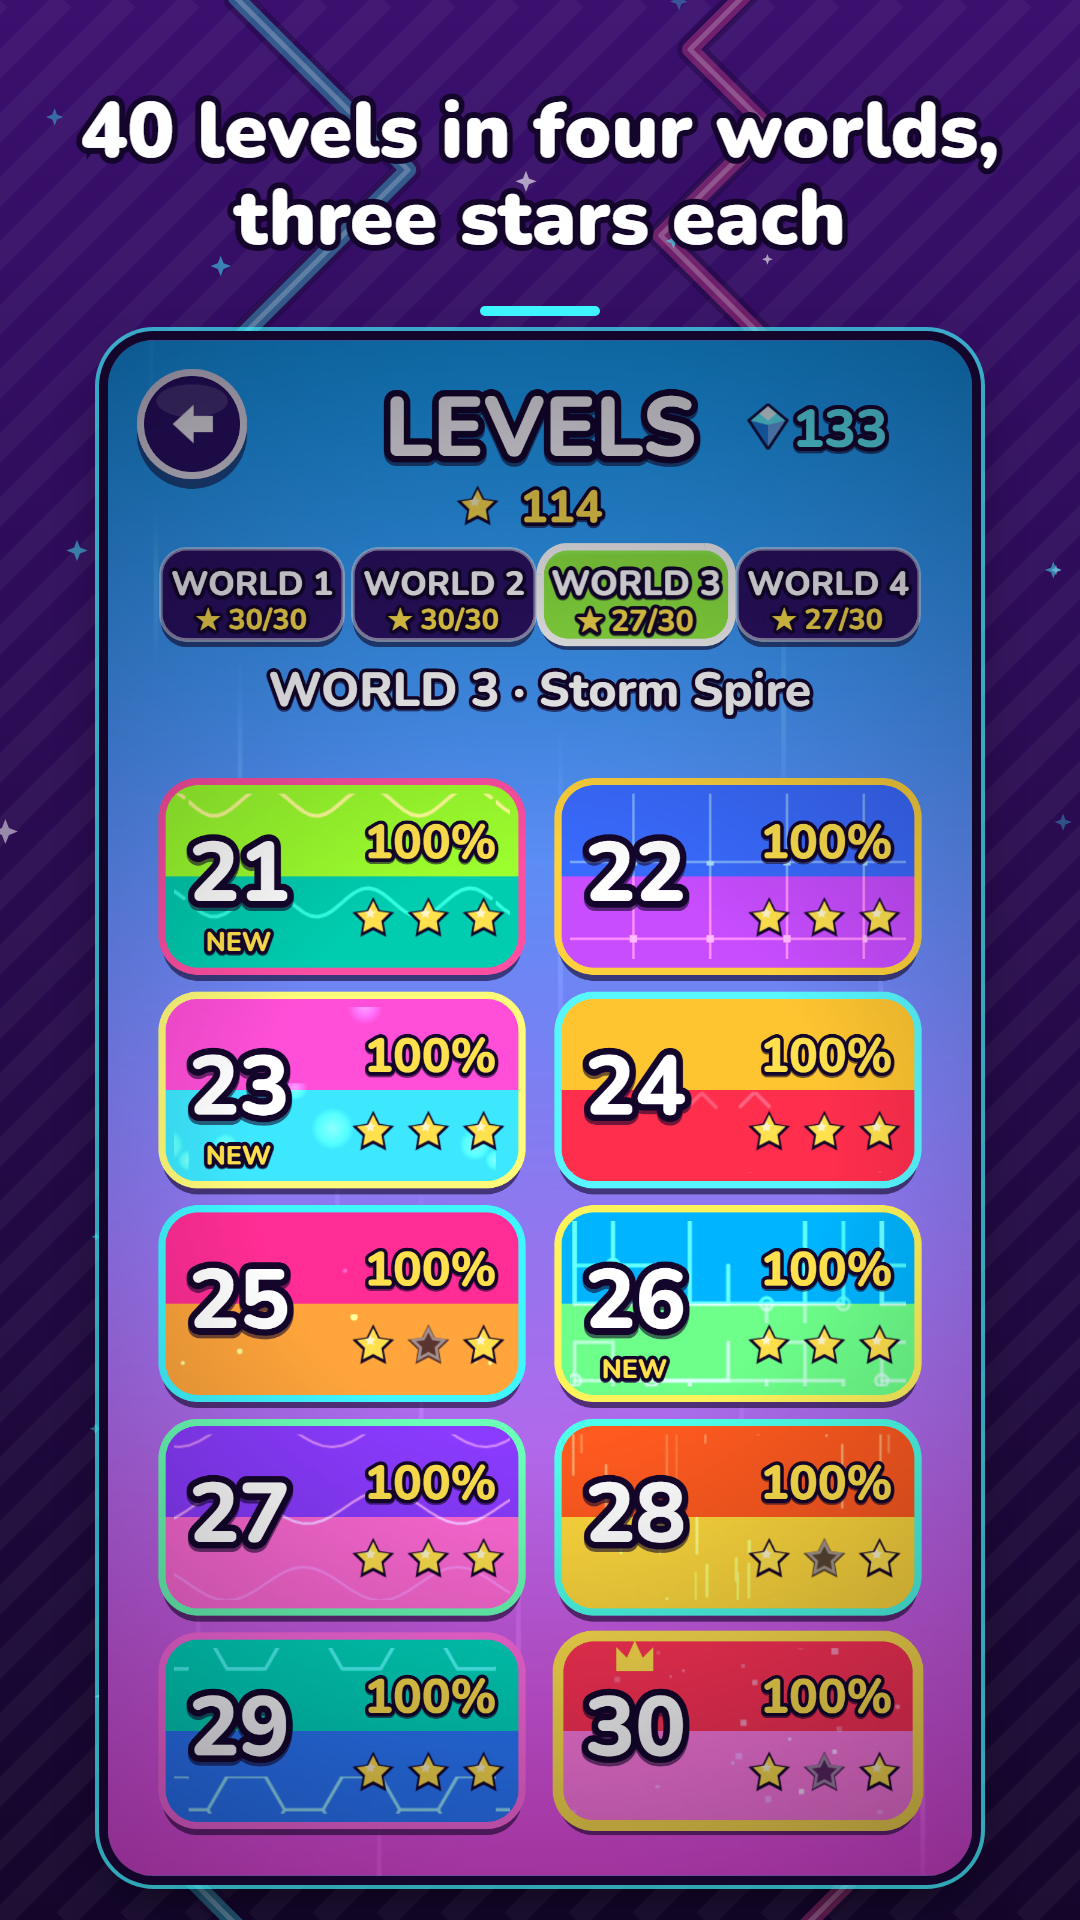 40 levels in four worlds,
three stars each
LEVELS
133
114
WORLD 1
★ 30/30
WORLD 2
★ 30/30
WORLD 3
★ 27/30
WORLD 4
★ 27/30
WORLD 3 · Storm Spire
21
100%
NEW
22
100%
23
100%
NEW
24
100%
25
100%
26
100%
NEW
27
100%
28
100%
29
100%
30
100%